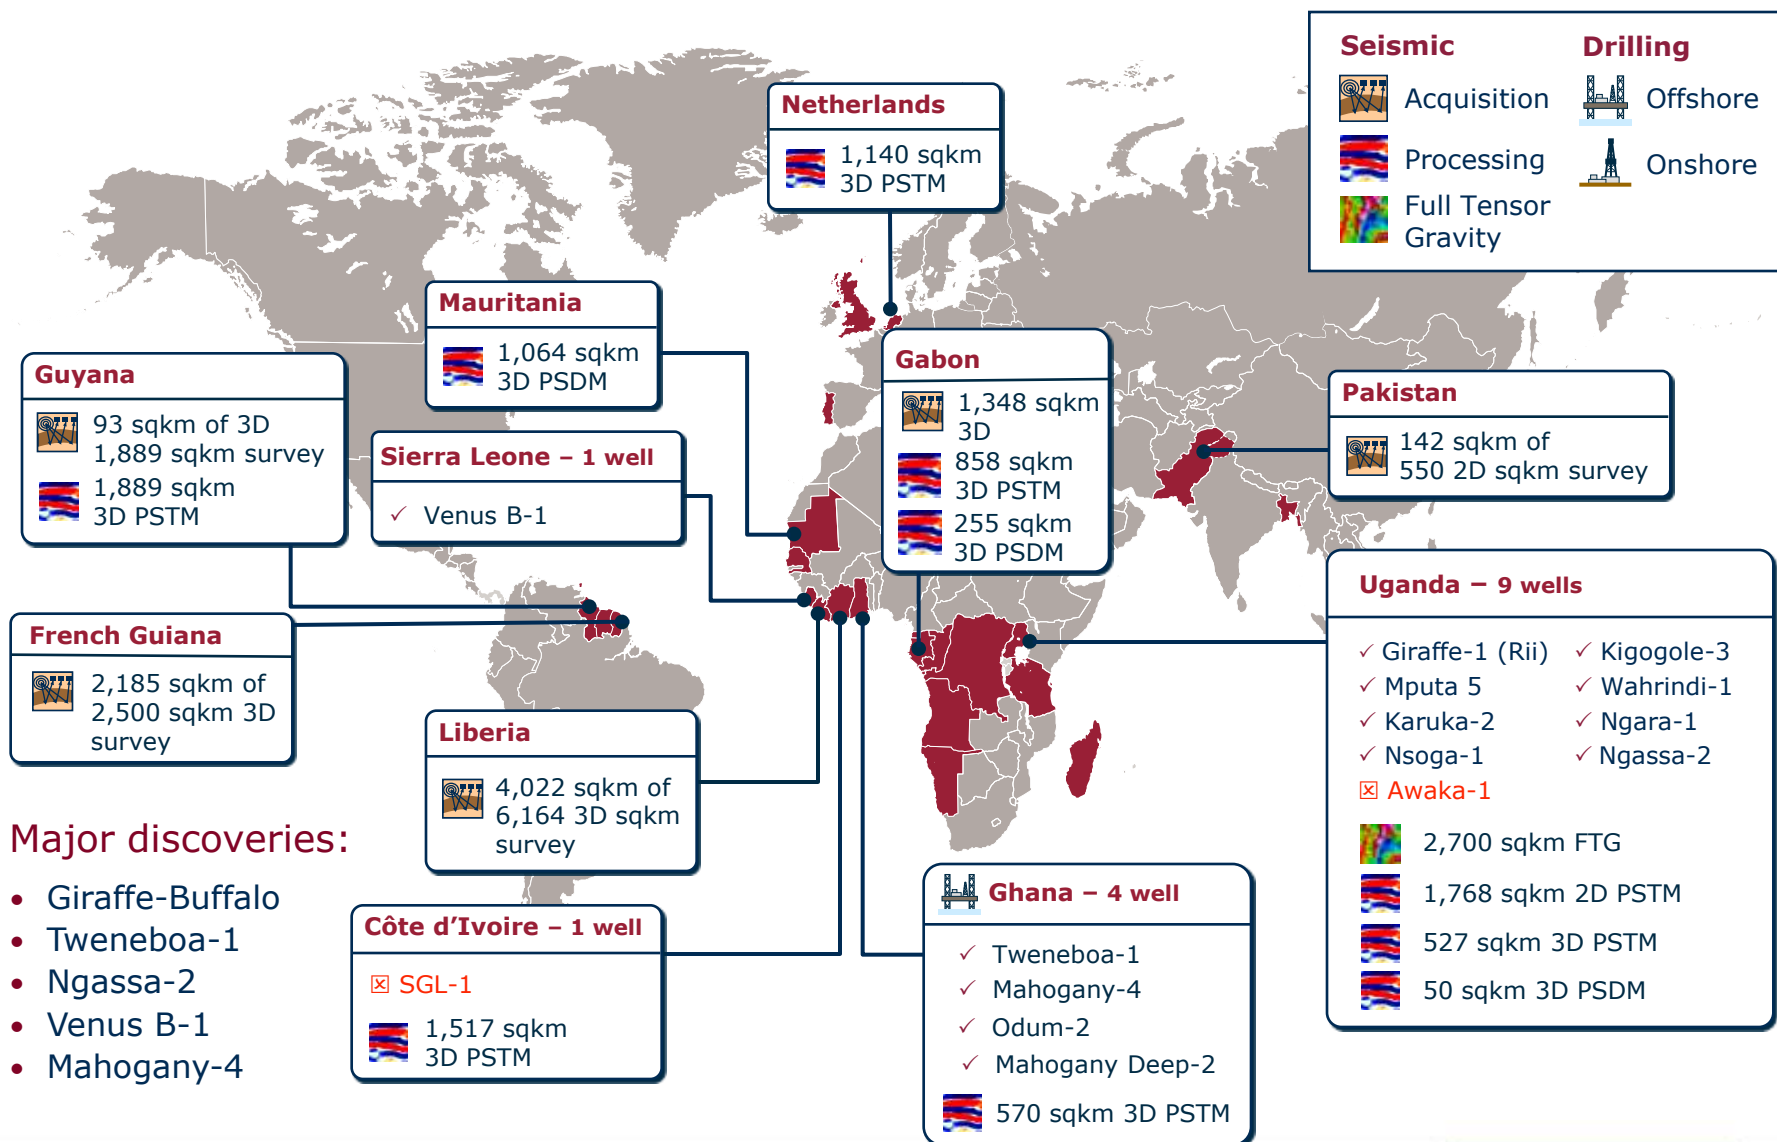 Seismic
Acquisition
Processing
Full Tensor
Gravity
Drilling
Offshore
Onshore
Netherlands
1,140 sqkm
3D PSTM
Mauritania
1,064 sqkm
3D PSDM
Guyana
93 sqkm of 3D
1,889 sqkm survey
1,889 sqkm
3D PSTM
Sierra Leone – 1 well
✓ Venus B-1
Gabon
1,348 sqkm
3D
858 sqkm
3D PSTM
255 sqkm
3D PSDM
Pakistan
142 sqkm of
550 2D sqkm survey
French Guiana
2,185 sqkm of
2,500 sqkm 3D
survey
Liberia
4,022 sqkm of
6,164 3D sqkm
survey
Uganda – 9 wells
✓ Giraffe-1 (Rii)
✓ Mputa 5
✓ Karuka-2
✓ Nsoga-1
✓ Kigogole-3
✓ Wahrindi-1
✓ Ngara-1
✓ Ngassa-2
☒ Awaka-1
2,700 sqkm FTG
1,768 sqkm 2D PSTM
527 sqkm 3D PSTM
50 sqkm 3D PSDM
Major discoveries:
• Giraffe-Buffalo
• Tweneboa-1
• Ngassa-2
• Venus B-1
• Mahogany-4
Côte d’Ivoire – 1 well
☒ SGL-1
1,517 sqkm
3D PSTM
Ghana – 4 well
✓ Tweneboa-1
✓ Mahogany-4
✓ Odum-2
✓ Mahogany Deep-2
570 sqkm 3D PSTM